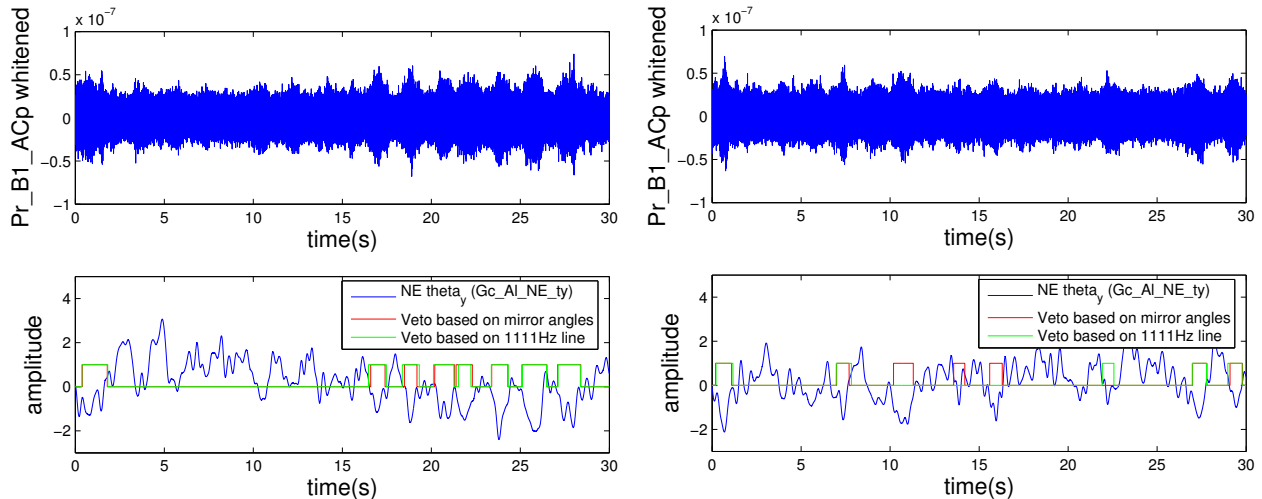 x 10⁻⁷
Pr_B1_ACp whitened
1
0.5
0
-0.5
-1
0 5 10 15 20 25 30
time(s)
x 10⁻⁷
Pr_B1_ACp whitened
1
0.5
0
-0.5
-1
0 5 10 15 20 25 30
time(s)
amplitude
4
2
0
-2
NE theta_y (Gc_Al_NE_ty)
Veto based on mirror angles
Veto based on 1111Hz line
0 5 10 15 20 25 30
time(s)
amplitude
4
2
0
-2
NE theta_y (Gc_Al_NE_ty)
Veto based on mirror angles
Veto based on 1111Hz line
0 5 10 15 20 25 30
time(s)